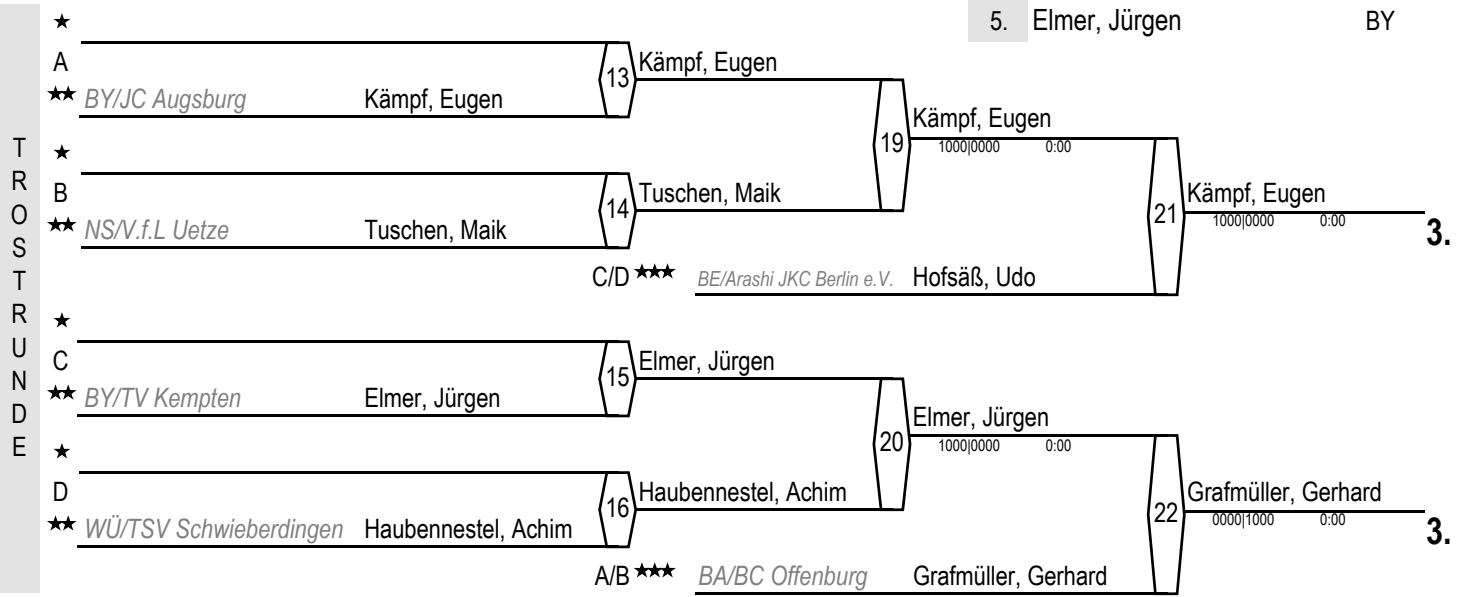 TROSTRUNDE
★
5. Elmer, Jürgen BY
A
13 Kämpf, Eugen
★★ BY/JC Augsburg Kämpf, Eugen
19 Kämpf, Eugen
1000|0000 0:00
★
B
14 Tuschen, Maik
★★ NS/V.f.L Uetze Tuschen, Maik
21 Kämpf, Eugen
1000|0000 0:00
3.
C/D ★★★ BE/Arashi JKC Berlin e.V. Hofsäß, Udo
★
C
15 Elmer, Jürgen
★★ BY/TV Kempten Elmer, Jürgen
20 Elmer, Jürgen
1000|0000 0:00
★
D
16 Haubennestel, Achim
★★ WÜ/TSV Schwieberdingen Haubennestel, Achim
22 Grafmüller, Gerhard
0000|1000 0:00
3.
A/B ★★★ BA/BC Offenburg Grafmüller, Gerhard